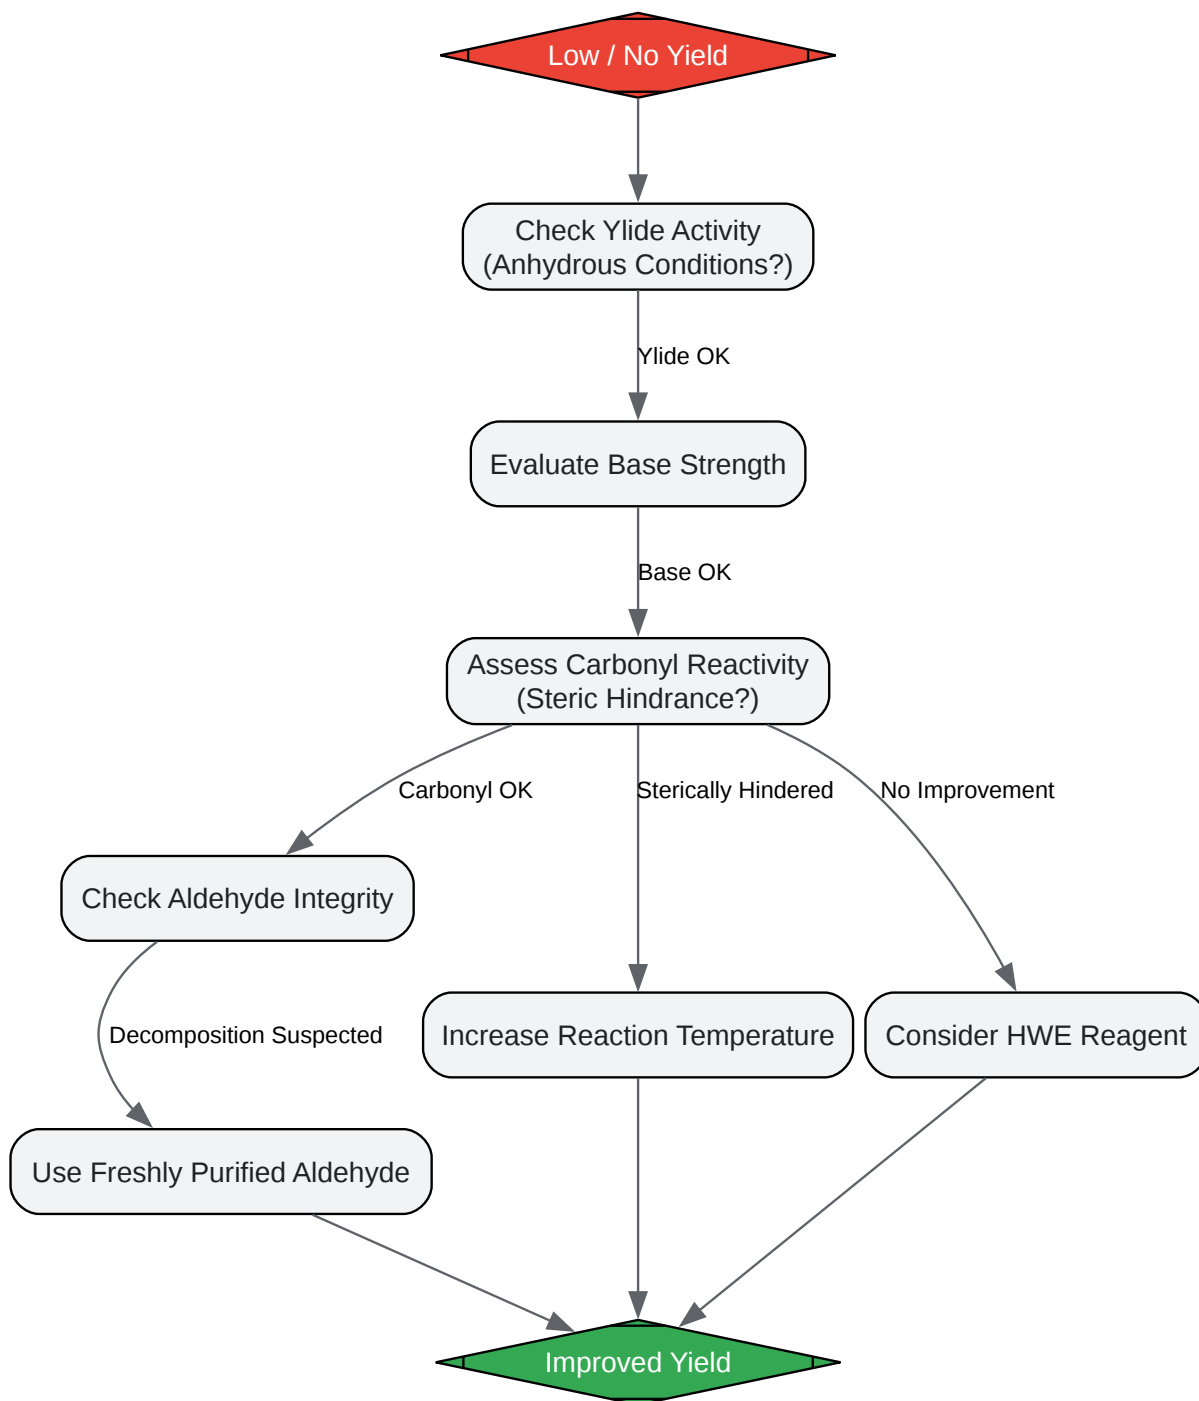 Low / No Yield
Check Ylide Activity
(Anhydrous Conditions?)
Ylide OK
Evaluate Base Strength
Base OK
Assess Carbonyl Reactivity
(Steric Hindrance?)
Carbonyl OK
Sterically Hindered
No Improvement
Check Aldehyde Integrity
Decomposition Suspected
Increase Reaction Temperature
Consider HWE Reagent
Use Freshly Purified Aldehyde
Improved Yield